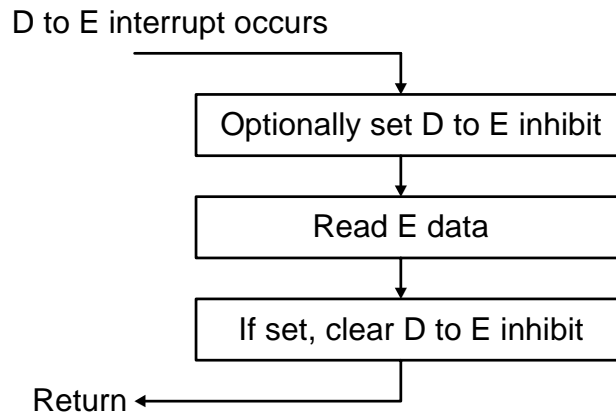 D to E interrupt occurs
Optionally set D to E inhibit
Read E data
If set, clear D to E inhibit
Return